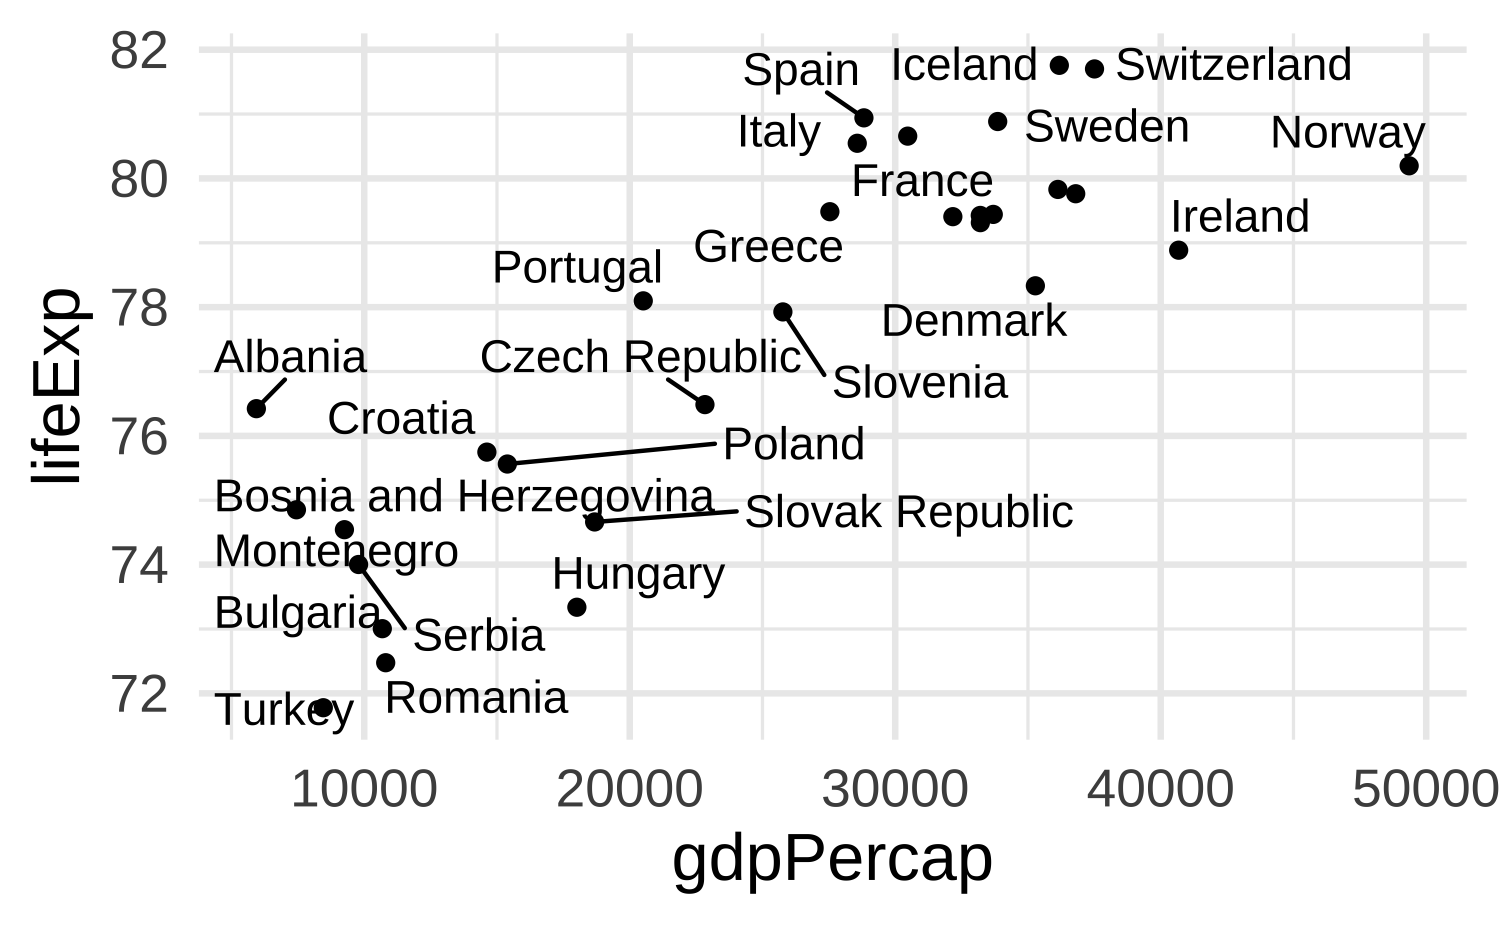 82
Spain
Iceland
Switzerland
Italy
Sweden
Norway
80
France
Ireland
Greece
Portugal
78
Denmark
Albania
Czech Republic
Slovenia
Croatia
76
Poland
Bosnia and Herzegovina
Slovak Republic
Montenegro
74
Hungary
Bulgaria
Serbia
72
Romania
Turkey
lifeExp
10000 20000 30000 40000 50000
gdpPercap